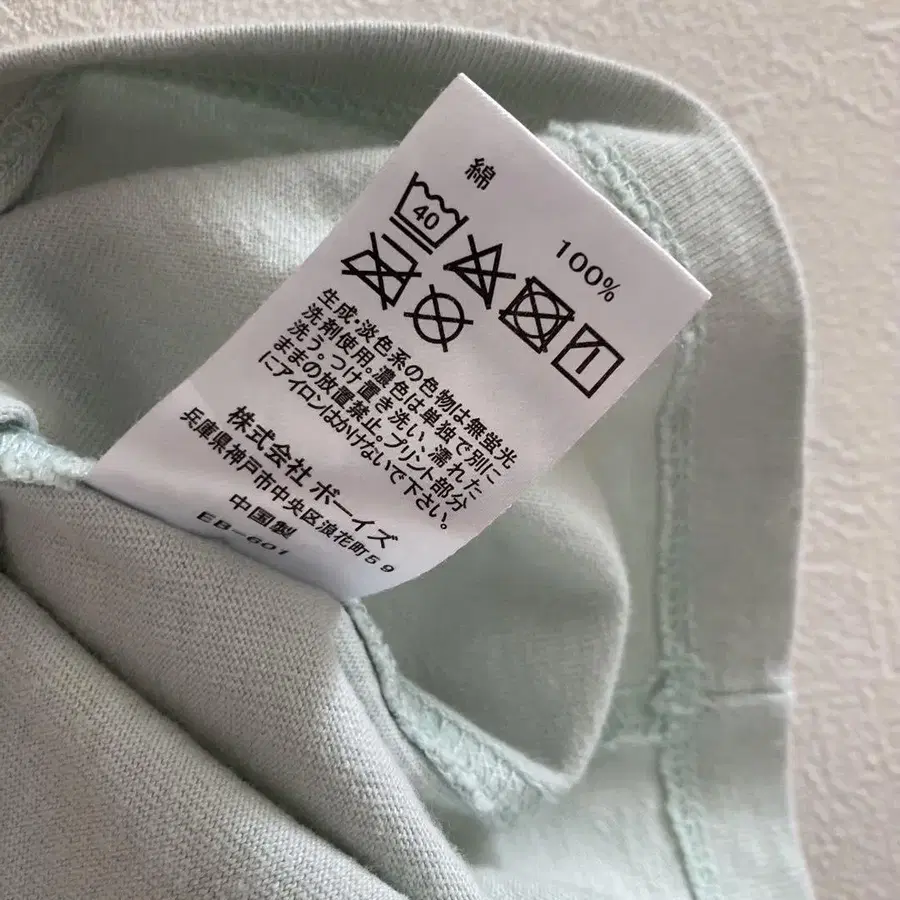 綿 100%
40
生成・淡色系の色物は無蛍光
洗剤使用。濃色は単独で別に
洗う。つけ置き洗い、濡れた
ままの放置禁止。プリント部分
にアイロンはかけないで下さい。
株式会社 ボーイズ
兵庫県神戸市中央区浪花町59
中国製
EB-601